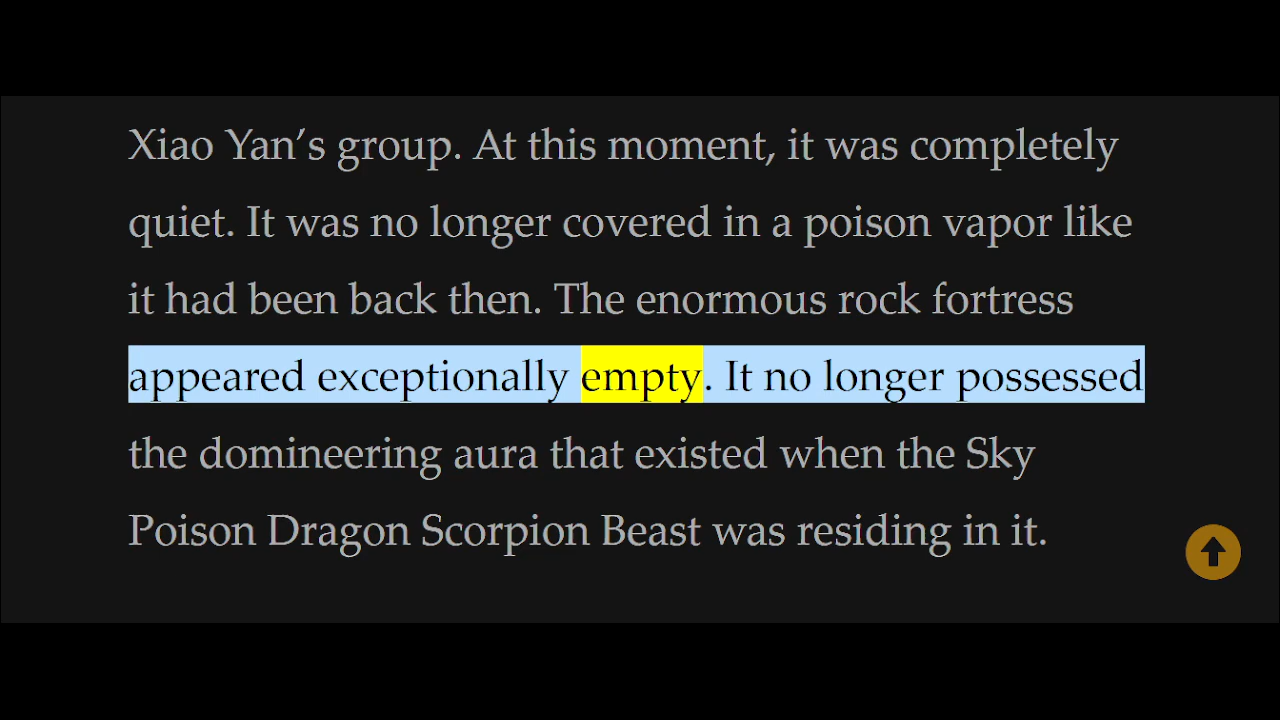 Xiao Yan’s group. At this moment, it was completely
quiet. It was no longer covered in a poison vapor like
it had been back then. The enormous rock fortress
appeared exceptionally empty. It no longer possessed
the domineering aura that existed when the Sky
Poison Dragon Scorpion Beast was residing in it.